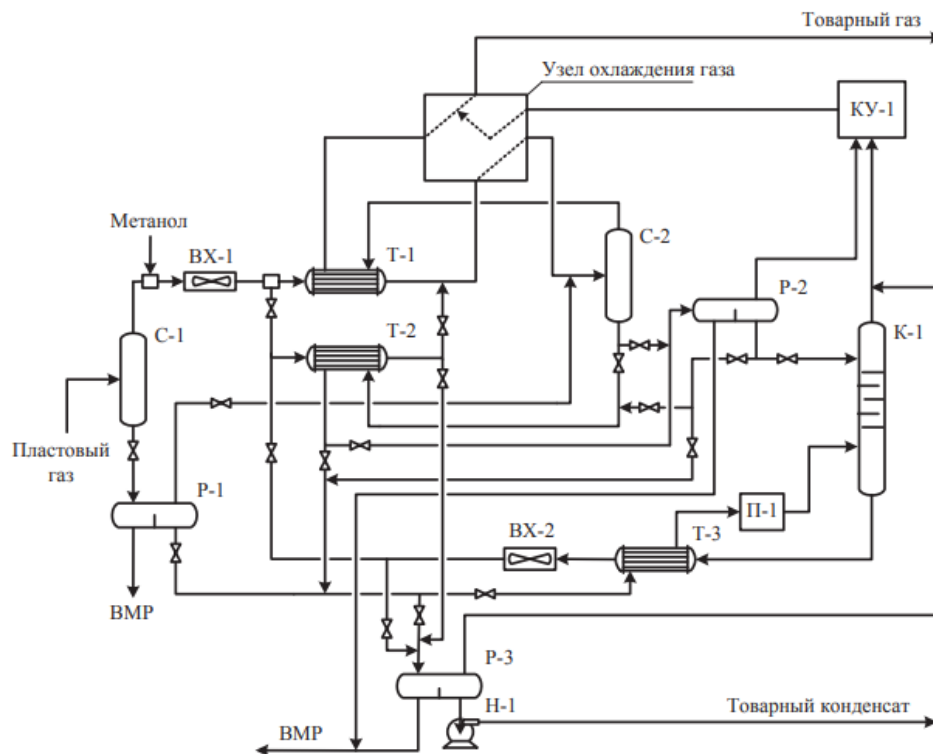 Товарный газ
Узел охлаждения газа
КУ-1
Метанол
ВХ-1
Т-1
С-2
Р-2
С-1
Т-2
К-1
Пластовый
газ
Р-1
П-1
ВХ-2
Т-3
ВМР
Р-3
Н-1
Товарный конденсат
ВМР